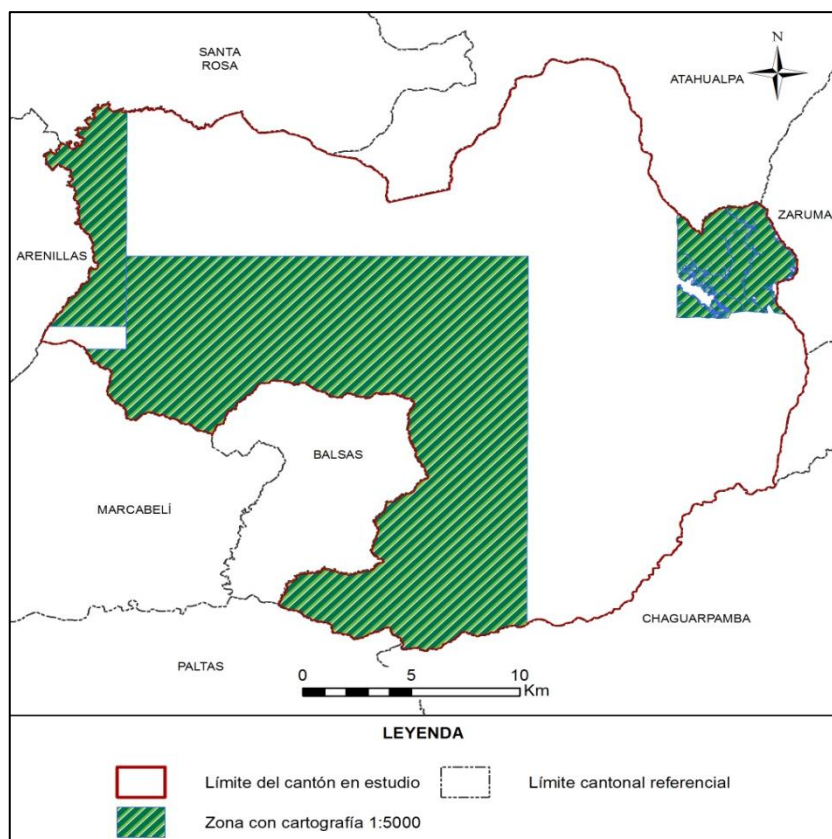 SANTA
ROSA
N
ATAHUALPA
ZARUMA
ARENILLAS
BALSAS
MARCABELÍ
CHAGUARPAMBA
PALTAS
0 5 10
Km
LEYENDA
Límite del cantón en estudio
Límite cantonal referencial
Zona con cartografía 1:5000